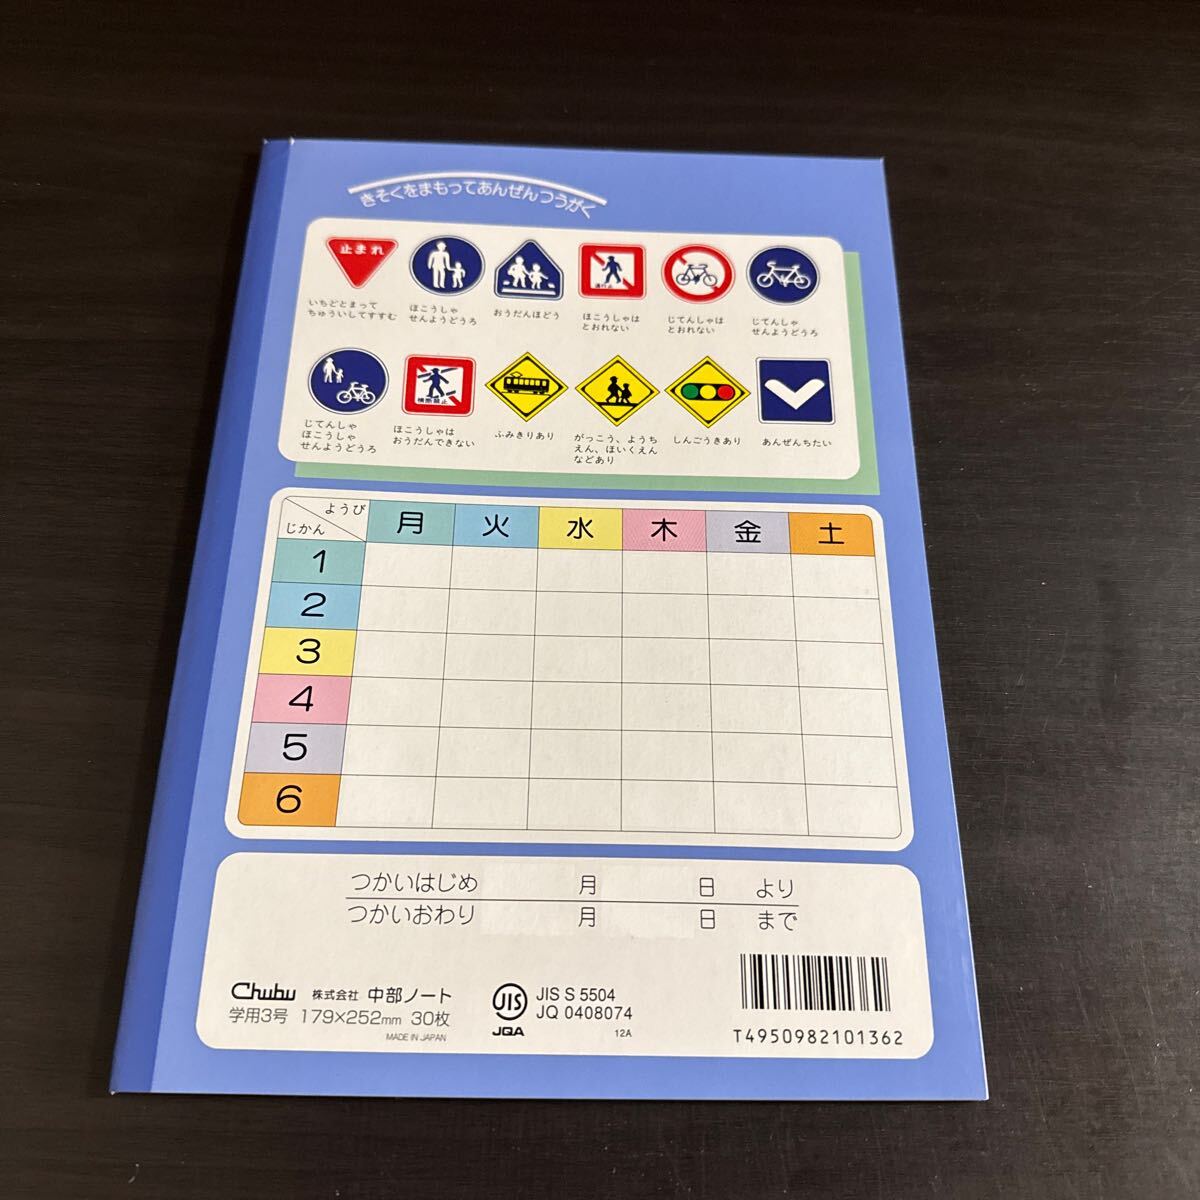 きそくをまもってあんぜんつうがく
止まれ
通行止
いちどとまって
ちゅういしてすすむ
ほこうしゃ
せんようどうろ
おうだんほどう
ほこうしゃは
とおれない
じてんしゃは
とおれない
じてんしゃ
せんようどうろ
横断禁止
じてんしゃ
ほこうしゃ
せんようどうろ
ほこうしゃは
おうだんできない
ふみきりあり
がっこう、ようち
えん、ほいくえん
などあり
しんごうきあり
あんぜんちたい
ようび
じかん
月 火 水 木 金 土
1
2
3
4
5
6
つかいはじめ 月 日 より
つかいおわり 月 日 まで
Chubu 株式会社 中部ノート
学用3号 179×252mm 30枚
MADE IN JAPAN
JIS
JQA
JIS S 5504
JQ 0408074
12A
T4950982101362